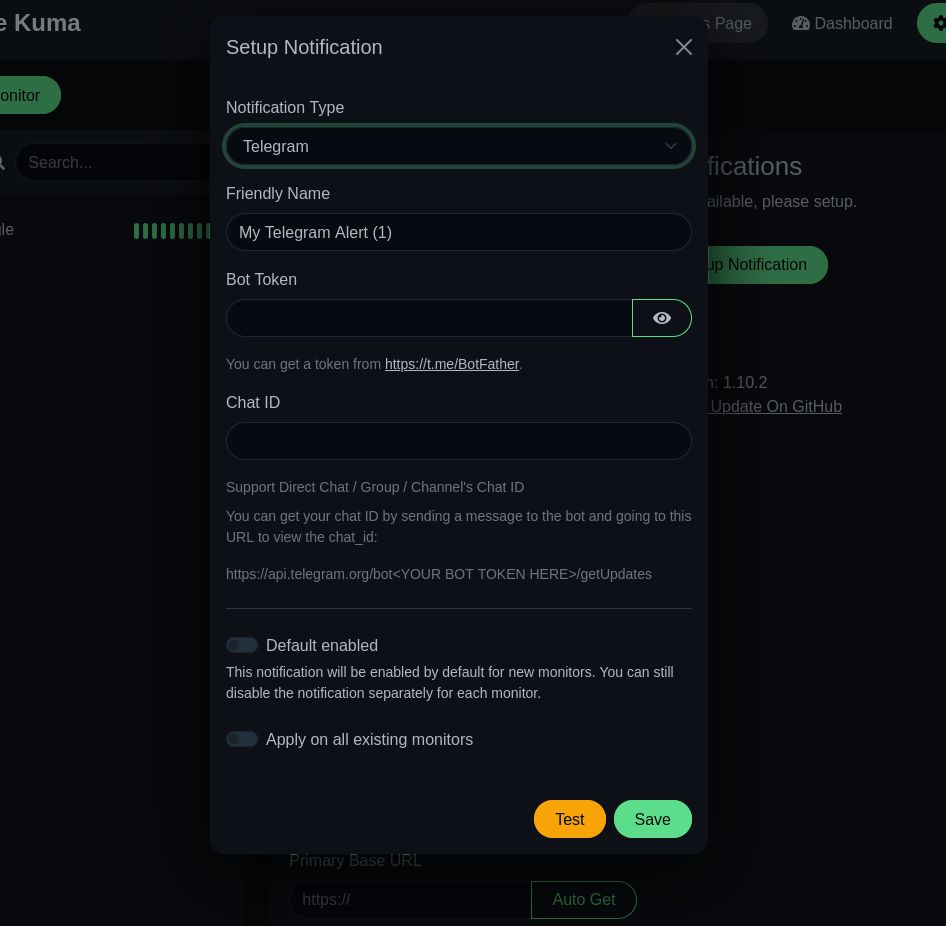 e Kuma
s Page
Dashboard
onitor
Setup Notification
Notification Type
Search...
Telegram
fications
Friendly Name
ailable, please setup.
le
My Telegram Alert (1)
up Notification
Bot Token
You can get a token from https://t.me/BotFather.
n: 1.10.2
Chat ID
Update On GitHub
Support Direct Chat / Group / Channel's Chat ID
You can get your chat ID by sending a message to the bot and going to this
URL to view the chat_id:
https://api.telegram.org/bot<YOUR BOT TOKEN HERE>/getUpdates
Default enabled
This notification will be enabled by default for new monitors. You can still
disable the notification separately for each monitor.
Apply on all existing monitors
Test
Save
Primary Base URL
https://
Auto Get